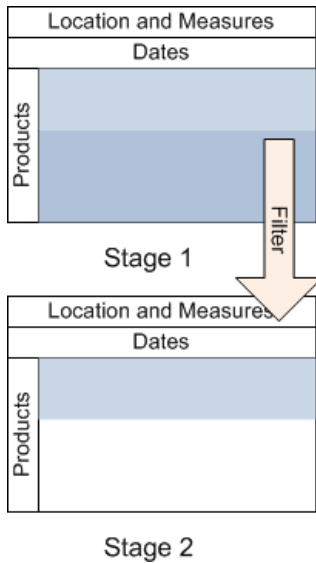 Location and Measures
Dates
Products
Filter
Stage 1
Location and Measures
Dates
Products
Stage 2